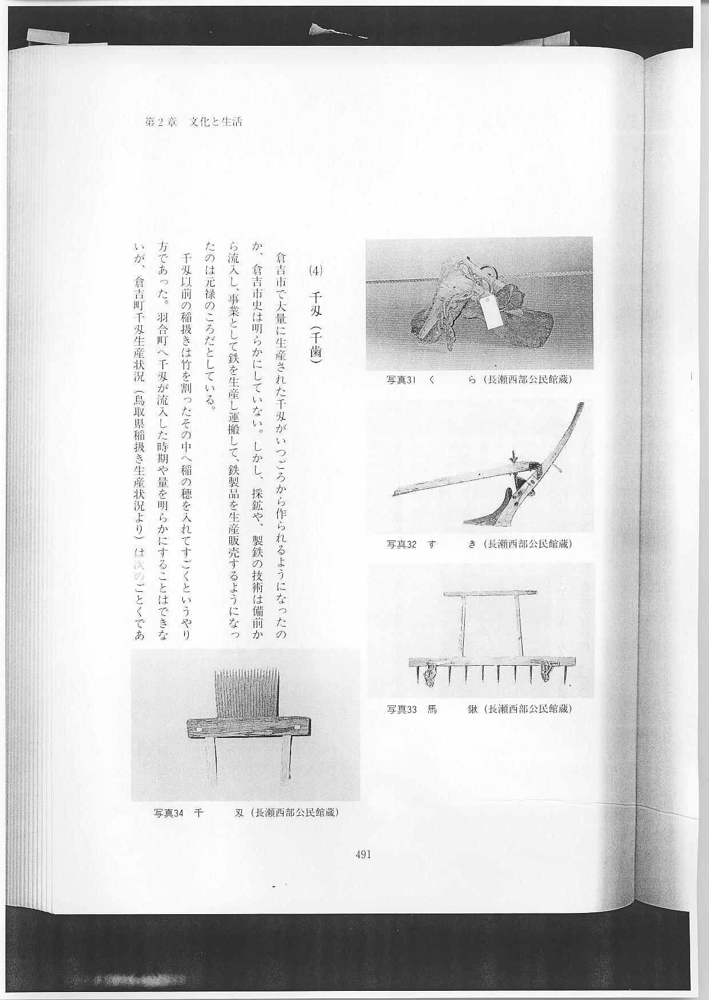 第2章　文化と生活
写真31　く　ら（長瀬西部公民館蔵）
写真32　す　き（長瀬西部公民館蔵）
写真33　馬　鍬（長瀬西部公民館蔵）
(4)　千刄（千歯）
倉吉市で大量に生産された千刄がいつごろから作られるようになったの
か、倉吉市史は明らかにしていない。しかし、採鉱や、製鉄の技術は備前か
ら流入し、事業として鉄を生産し運搬して、鉄製品を生産販売するようになっ
たのは元禄のころだとしている。
千刄以前の稲扱きは竹を割ったその中へ稲の穂を入れてすごくというやり
方であった。羽合町へ千刄が流入した時期や量を明らかにすることはできな
いが、倉吉町千刄生産状況（鳥取県稲扱き生産状況より）は次のごとくであ
写真34　千　刄（長瀬西部公民館蔵）
491